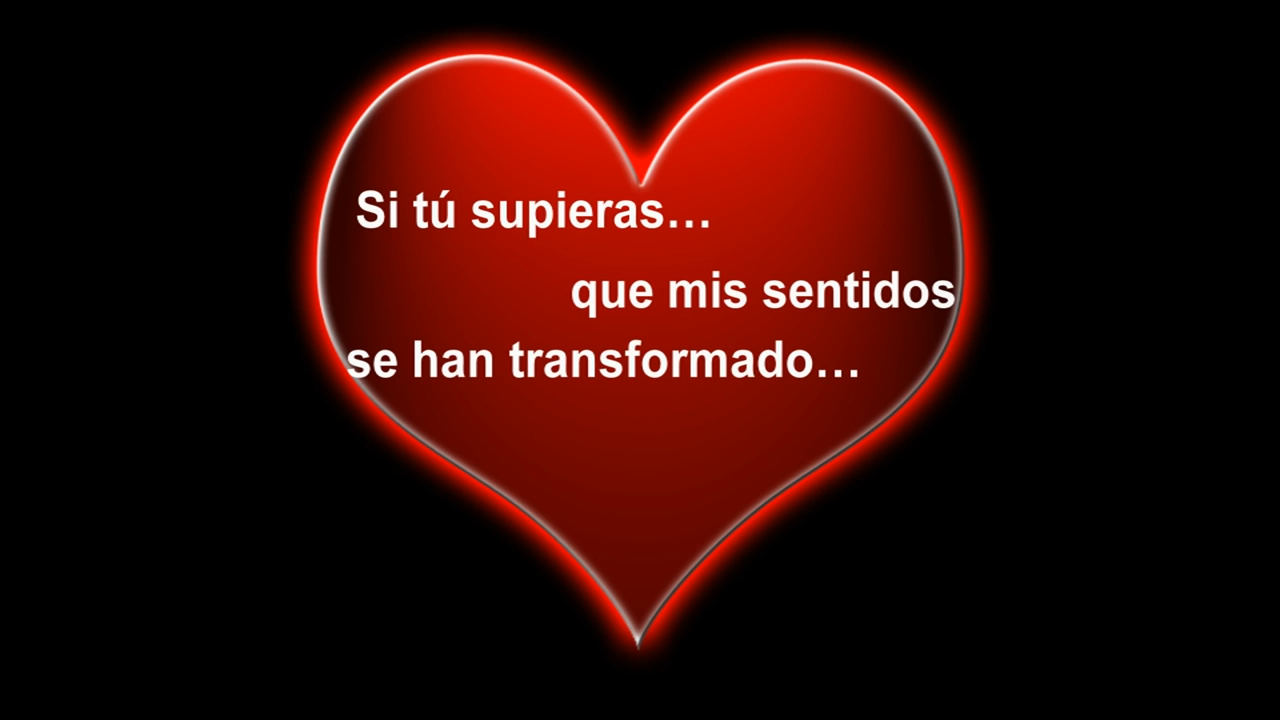 Si tú supieras…
que mis sentidos
se han transformado…